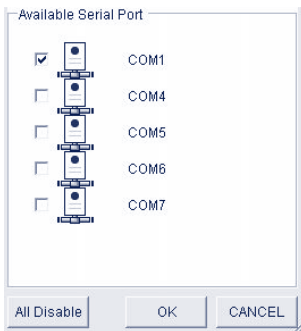 Available Serial Port
COM1
COM4
COM5
COM6
COM7
All Disable OK CANCEL